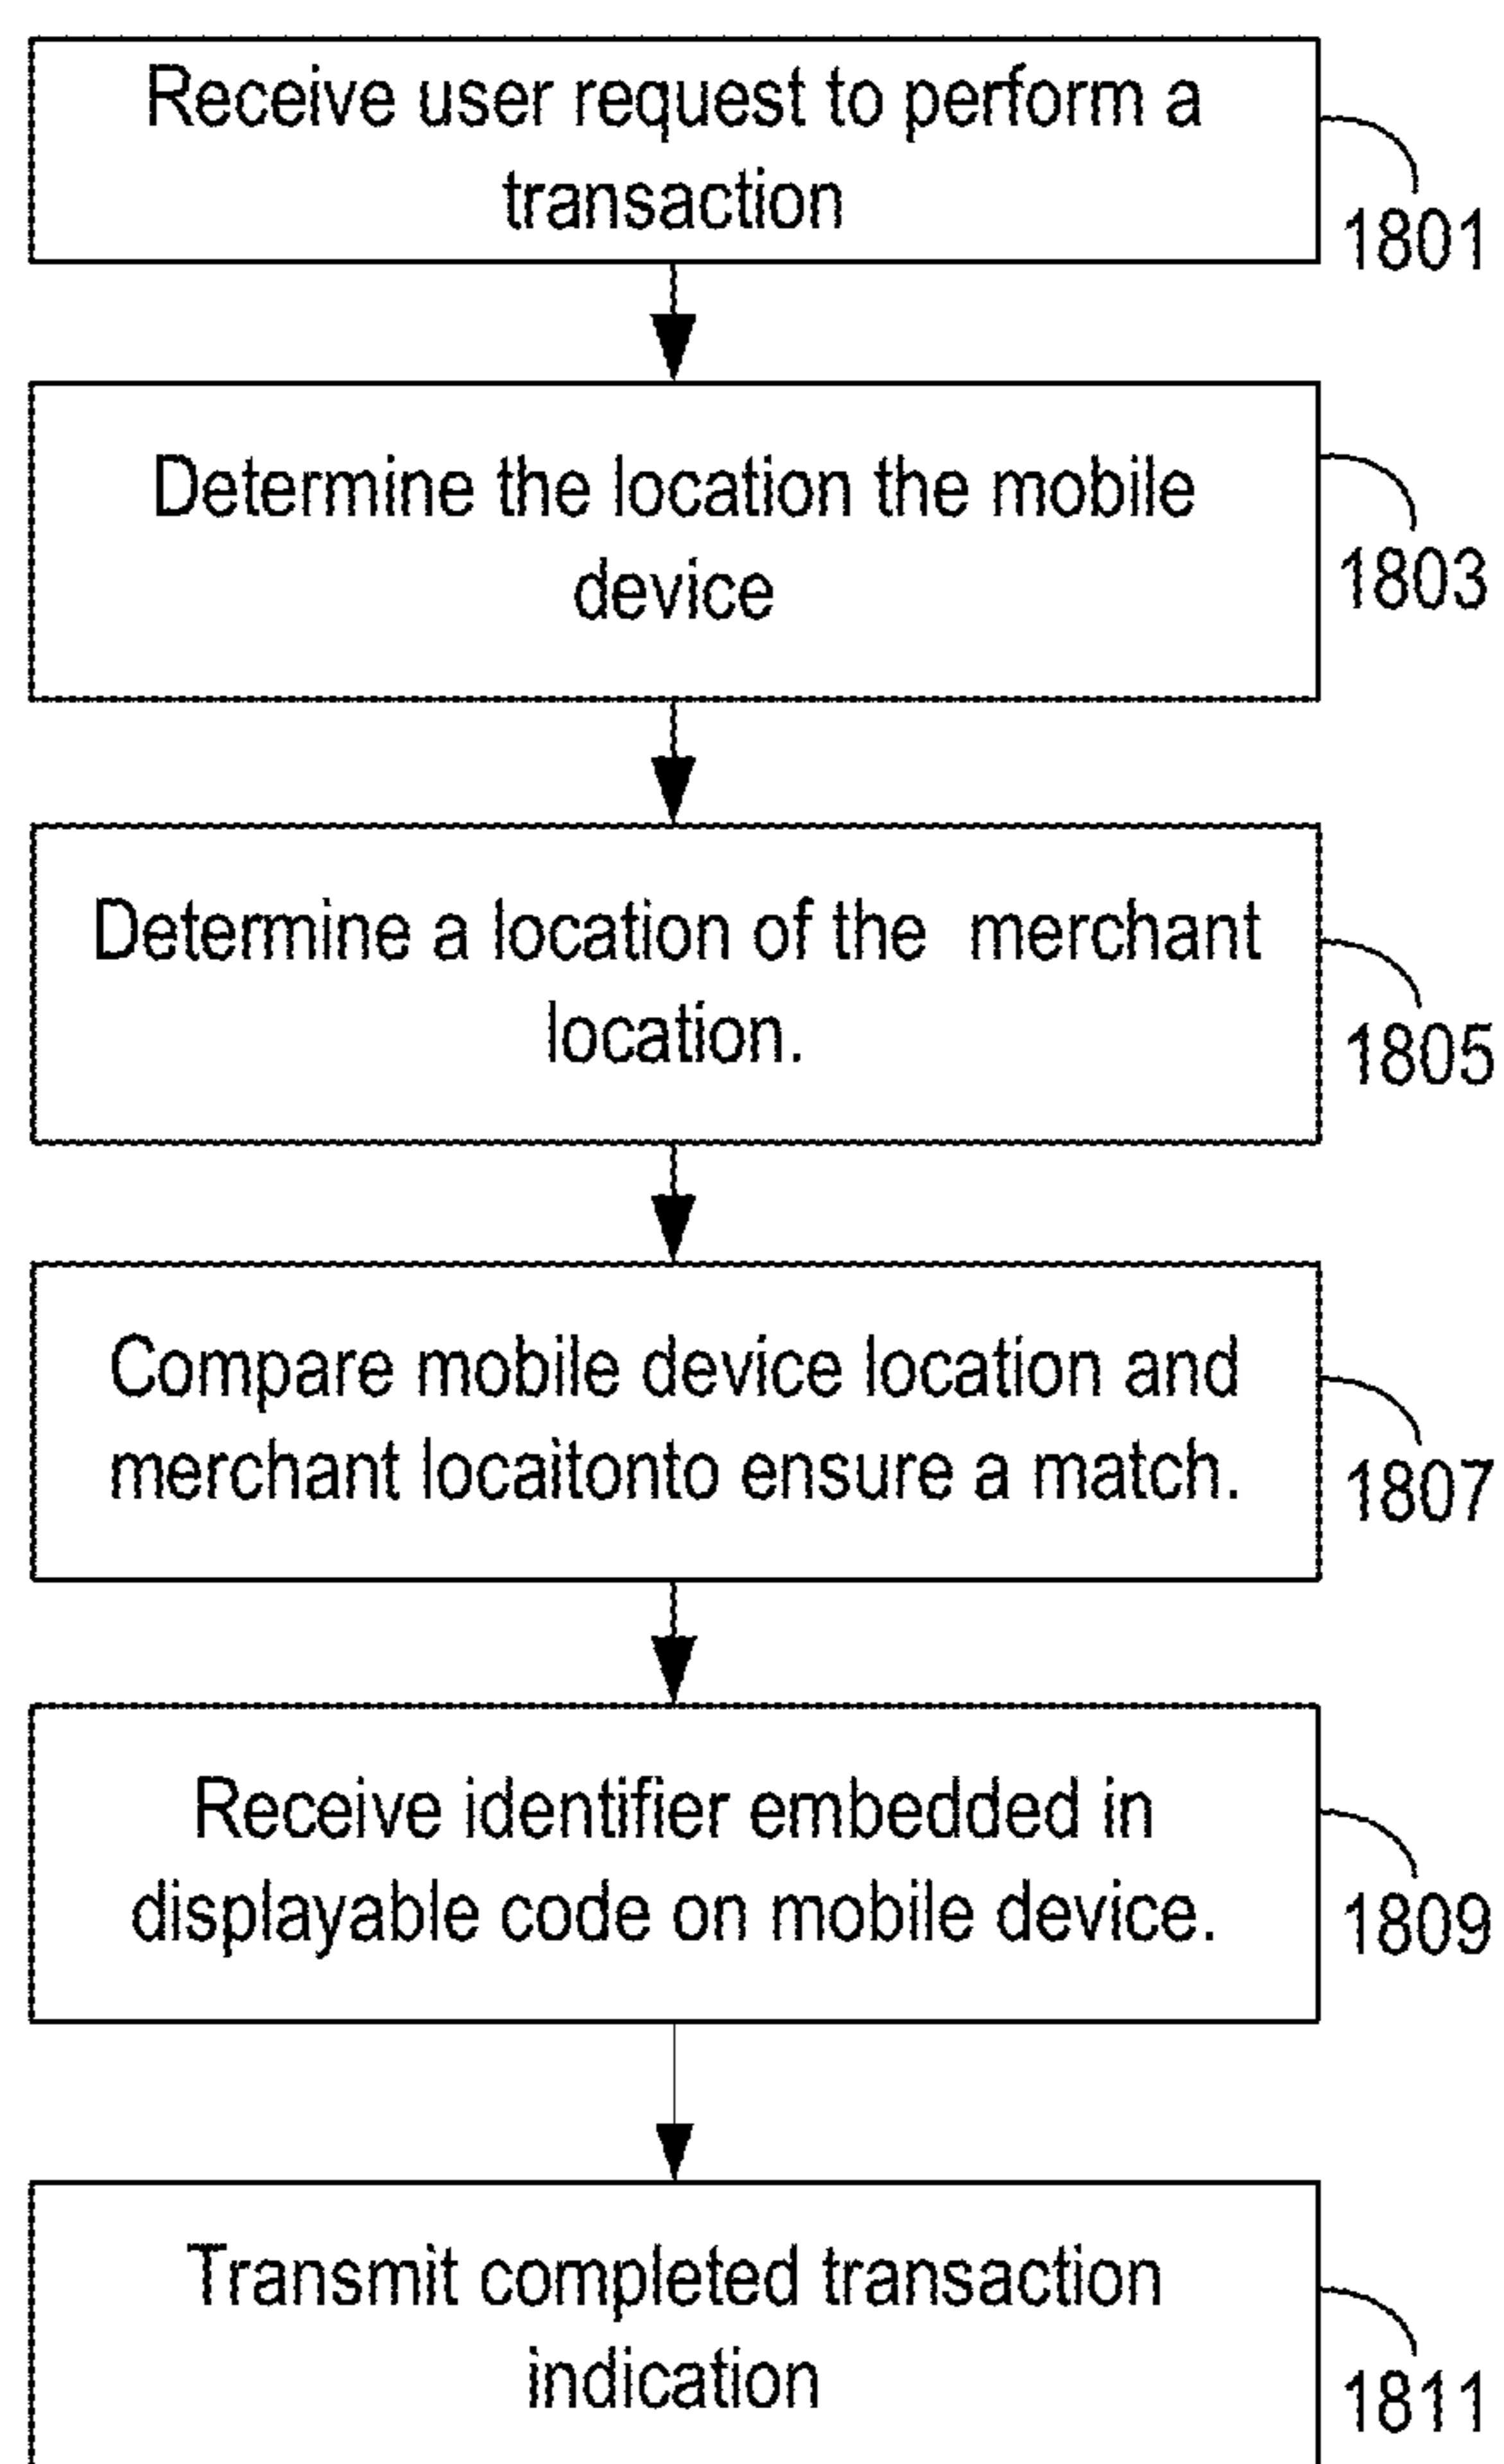 Receive user request to perform a
transaction
1801
Determine the location the mobile
device
1803
Determine a location of the  merchant
location.
1805
Compare mobile device location and
merchant locaitonto ensure a match.
1807
Receive identifier embedded in
displayable code on mobile device.
1809
Transmit completed transaction
indication
1811